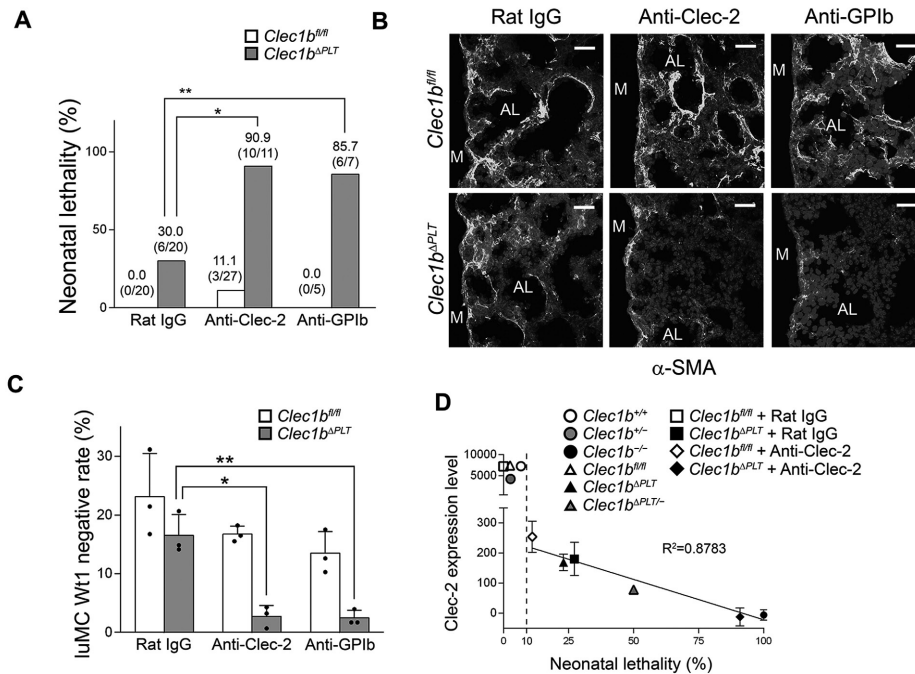 A
Clec1b^fl/fl
Clec1b^ΔPLT
**
*
Neonatal lethality (%)
100
50
0
0.0
(0/20)
30.0
(6/20)
11.1
(3/27)
90.9
(10/11)
0.0
(0/5)
85.7
(6/7)
Rat IgG Anti-Clec-2 Anti-GPIb
B
Rat IgG Anti-Clec-2 Anti-GPIb
Clec1b^fl/fl
AL M
AL M
AL M
Clec1b^ΔPLT
AL M
AL M
AL M
α-SMA
C
Clec1b^fl/fl
Clec1b^ΔPLT
**
*
luMC Wt1 negative rate (%)
30
20
10
0
Rat IgG Anti-Clec-2 Anti-GPIb
D
Clec1b^+/+
Clec1b^+/−
Clec1b^−/−
Clec1b^fl/fl
Clec1b^ΔPLT
Clec1b^ΔPLT/−
Clec1b^fl/fl + Rat IgG
Clec1b^ΔPLT + Rat IgG
Clec1b^fl/fl + Anti-Clec-2
Clec1b^ΔPLT + Anti-Clec-2
Clec-2 expression level
10000
5000
300
200
100
0
R²=0.8783
0 10 25 50 75 100
Neonatal lethality (%)